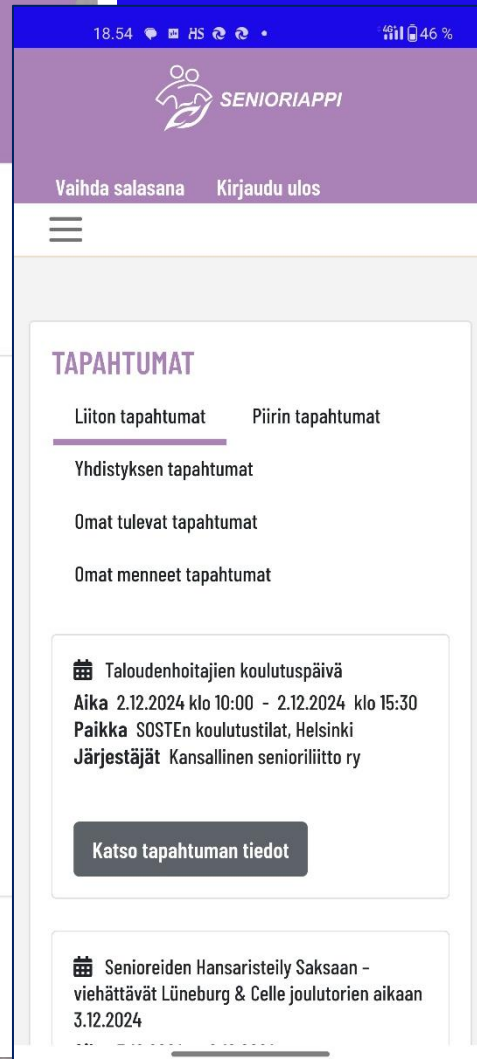 18.54 HS 4G 46 %
SENIORIAPPI
Vaihda salasana Kirjaudu ulos
TAPAHTUMAT
Liiton tapahtumat Piirin tapahtumat
Yhdistyksen tapahtumat
Omat tulevat tapahtumat
Omat menneet tapahtumat
Taloudenhoitajien koulutuspäivä
Aika 2.12.2024 klo 10:00 - 2.12.2024 klo 15:30
Paikka SOSTEn koulutustilat, Helsinki
Järjestäjät Kansallinen senioriliitto ry
Katso tapahtuman tiedot
Senioreiden Hansaristeily Saksaan –
viehättävät Lüneburg & Celle joulutorien aikaan
3.12.2024